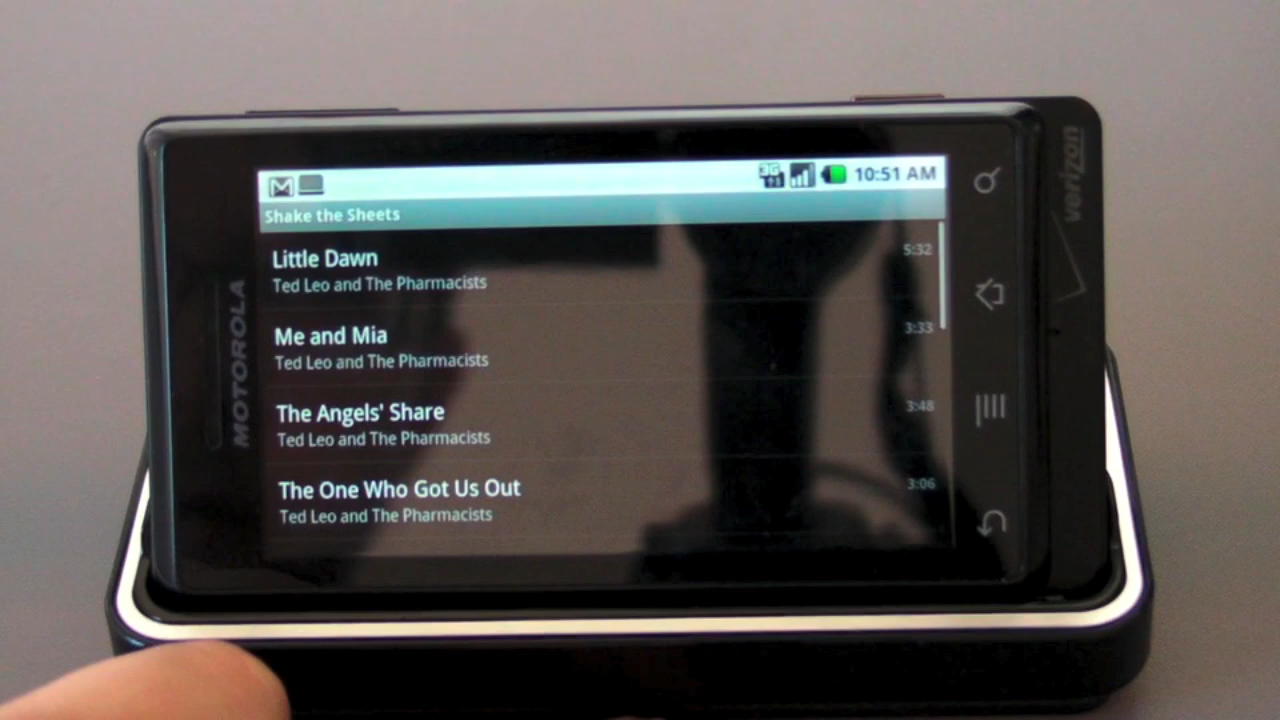 10:51 AM
3G
Shake the Sheets
Little Dawn
5:32
Ted Leo and The Pharmacists
Me and Mia
3:33
Ted Leo and The Pharmacists
The Angels' Share
3:48
Ted Leo and The Pharmacists
The One Who Got Us Out
3:06
Ted Leo and The Pharmacists
MOTOROLA
verizon